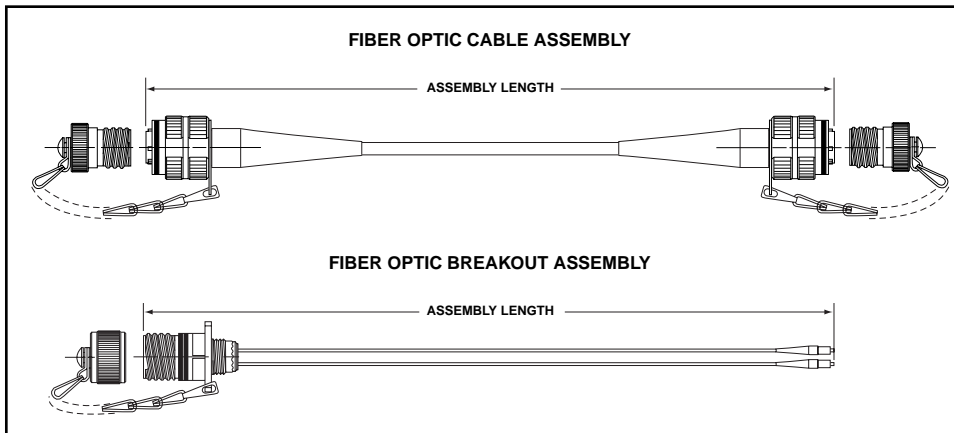 FIBER OPTIC CABLE ASSEMBLY
ASSEMBLY LENGTH
FIBER OPTIC BREAKOUT ASSEMBLY
ASSEMBLY LENGTH